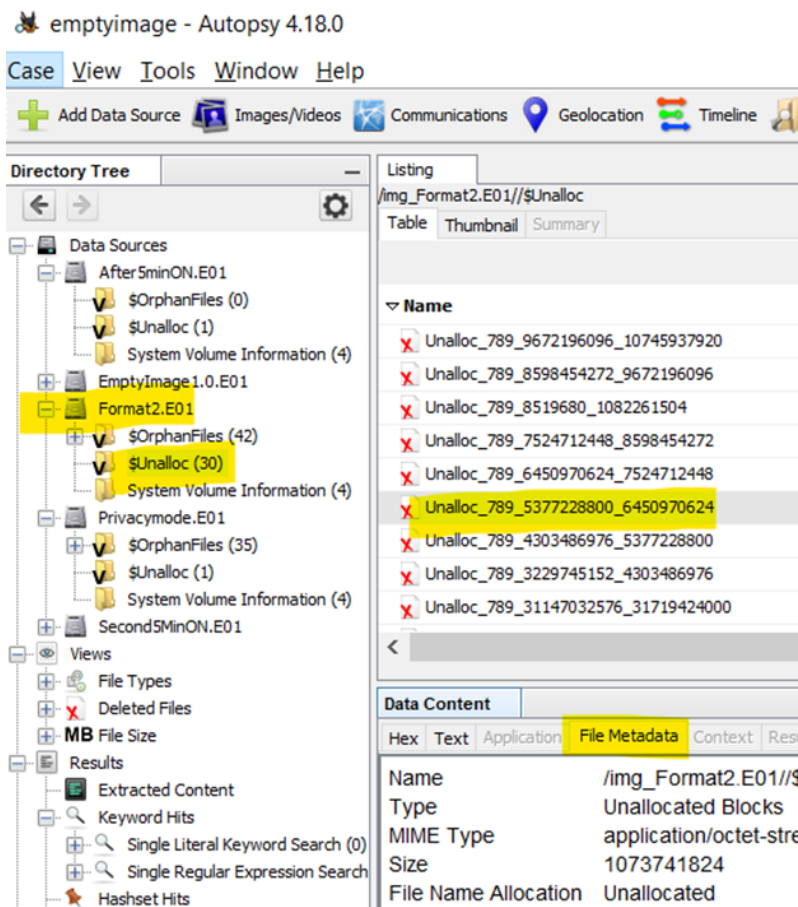 emptyimage - Autopsy 4.18.0
Case View Tools Window Help
Add Data Source Images/Videos Communications Geolocation Timeline
Directory Tree
Data Sources
After5minON.E01
$OrphanFiles (0)
$Unalloc (1)
System Volume Information (4)
EmptyImage1.0.E01
Format2.E01
$OrphanFiles (42)
$Unalloc (30)
System Volume Information (4)
Privacymode.E01
$OrphanFiles (35)
$Unalloc (1)
System Volume Information (4)
Second5MinON.E01
Views
File Types
Deleted Files
MB File Size
Results
Extracted Content
Keyword Hits
Single Literal Keyword Search (0)
Single Regular Expression Search
Hashset Hits
Listing
/img_Format2.E01//$Unalloc
Table Thumbnail Summary
Name
Unalloc_789_9672196096_10745937920
Unalloc_789_8598454272_9672196096
Unalloc_789_8519680_1082261504
Unalloc_789_7524712448_8598454272
Unalloc_789_6450970624_7524712448
Unalloc_789_5377228800_6450970624
Unalloc_789_4303486976_5377228800
Unalloc_789_3229745152_4303486976
Unalloc_789_31147032576_31719424000
Data Content
Hex Text Application File Metadata Context Res
Name /img_Format2.E01//$
Type Unallocated Blocks
MIME Type application/octet-stre
Size 1073741824
File Name Allocation Unallocated